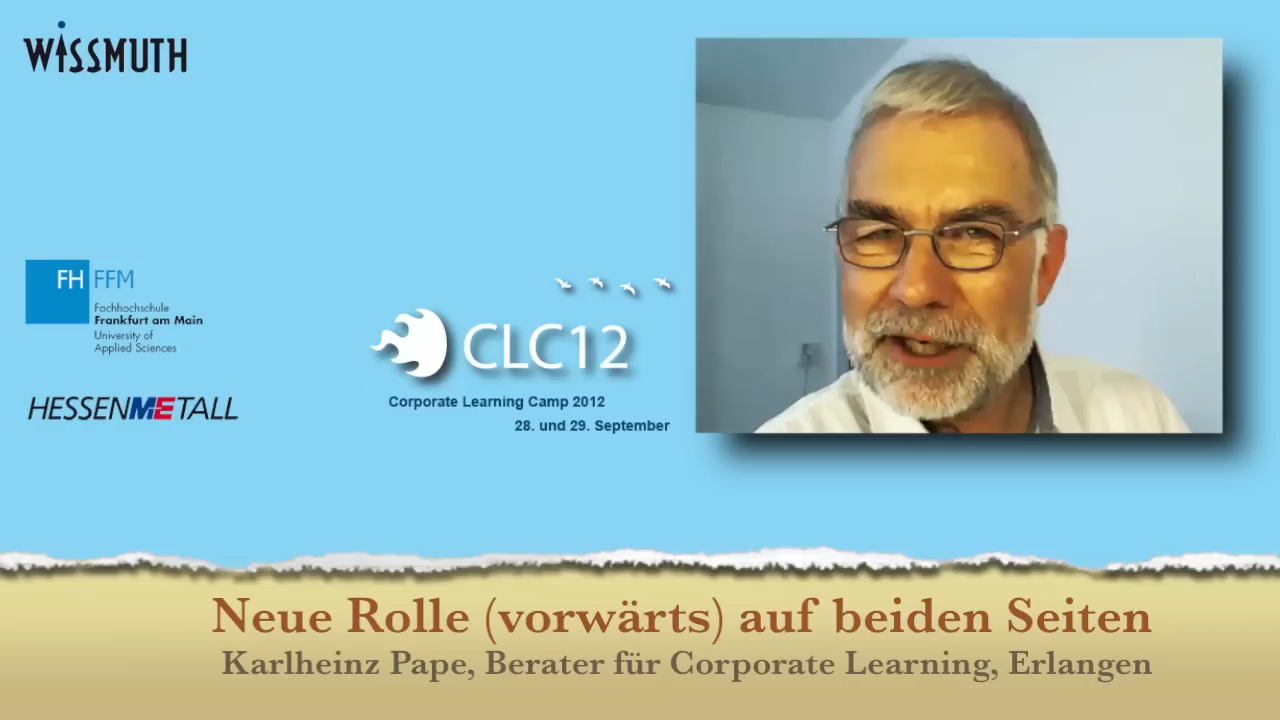 WISSMUTH
FH FFM
Fachhochschule
Frankfurt am Main
University of
Applied Sciences
HESSENMETALL
CLC12
Corporate Learning Camp 2012
28. und 29. September
Neue Rolle (vorwärts) auf beiden Seiten
Karlheinz Pape, Berater für Corporate Learning, Erlangen